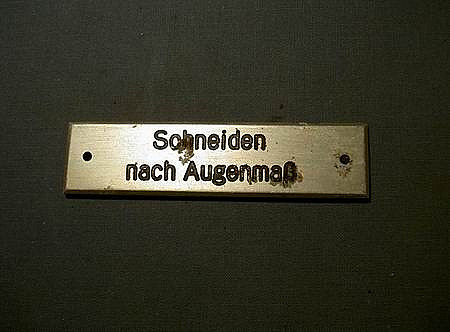 Schneiden
nach Augenmaß